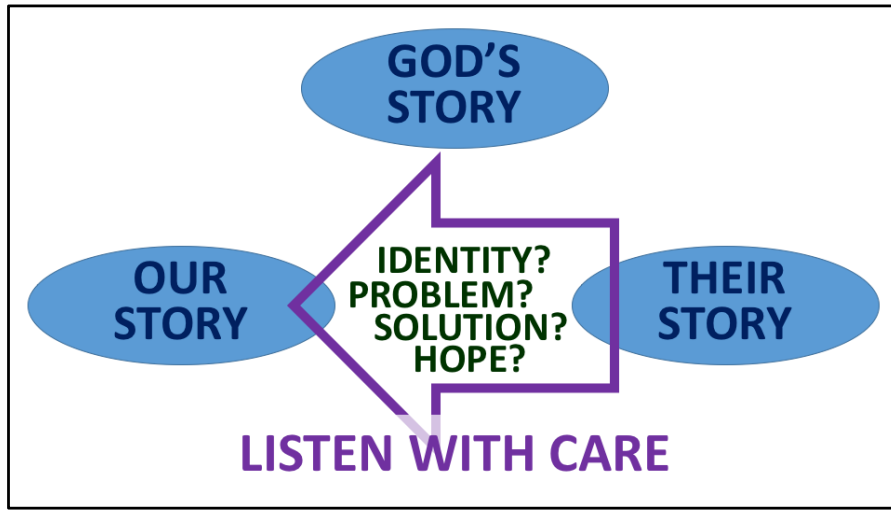 GOD'S
STORY
OUR
STORY
IDENTITY?
PROBLEM?
SOLUTION?
HOPE?
THEIR
STORY
LISTEN WITH CARE